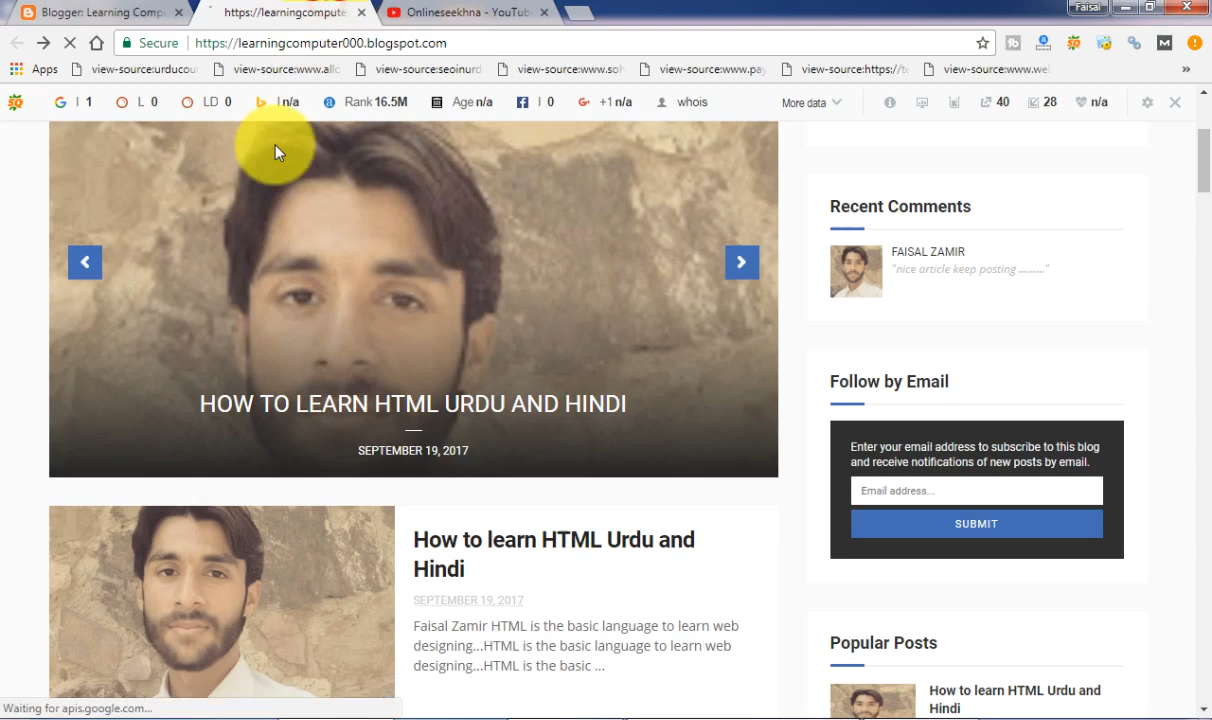 Blogger: Learning Compu
https://learningcompute
Onlineseekhna - YouTub
Faisal
Secure
https://learningcomputer000.blogspot.com
Apps
view-source:urducou
view-source:www.allo
view-source:seoinurd
view-source:www.soh
view-source:www.pay
view-source:https://te
view-source:www.wel
I 1
L 0
LD 0
I n/a
Rank 16.5M
Age n/a
I 0
+1 n/a
whois
More data
40
28
n/a
HOW TO LEARN HTML URDU AND HINDI
SEPTEMBER 19, 2017
How to learn HTML Urdu and
Hindi
SEPTEMBER 19, 2017
Faisal Zamir HTML is the basic language to learn web
designing...HTML is the basic language to learn web
designing...HTML is the basic ...
Recent Comments
FAISAL ZAMIR
"nice article keep posting ........."
Follow by Email
Enter your email address to subscribe to this blog
and receive notifications of new posts by email.
Email address...
SUBMIT
Popular Posts
How to learn HTML Urdu and
Hindi
Waiting for apis.google.com...